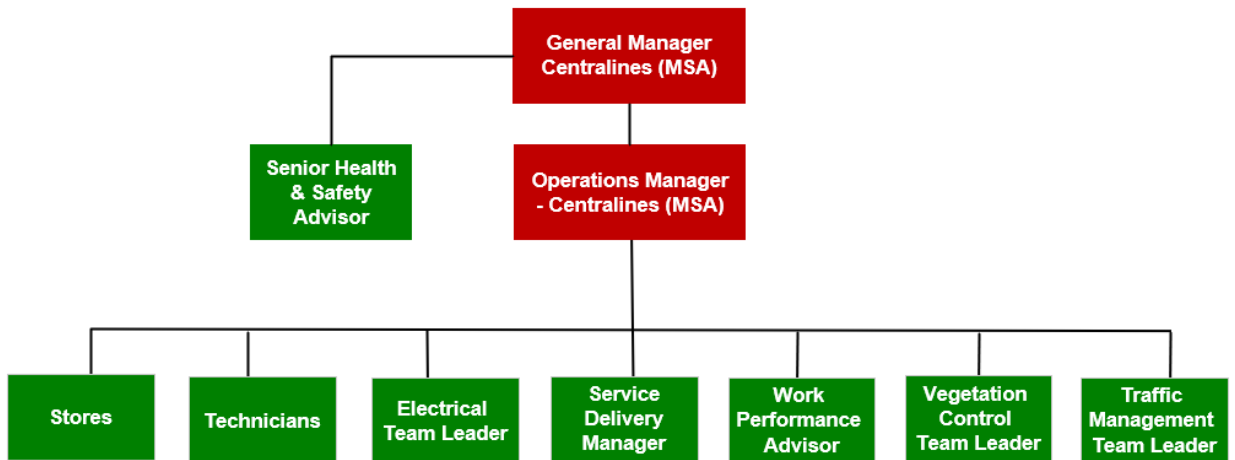 General Manager
Centralines (MSA)
Senior Health
& Safety
Advisor
Operations Manager
- Centralines (MSA)
Stores
Technicians
Electrical
Team Leader
Service
Delivery
Manager
Work
Performance
Advisor
Vegetation
Control
Team Leader
Traffic
Management
Team Leader